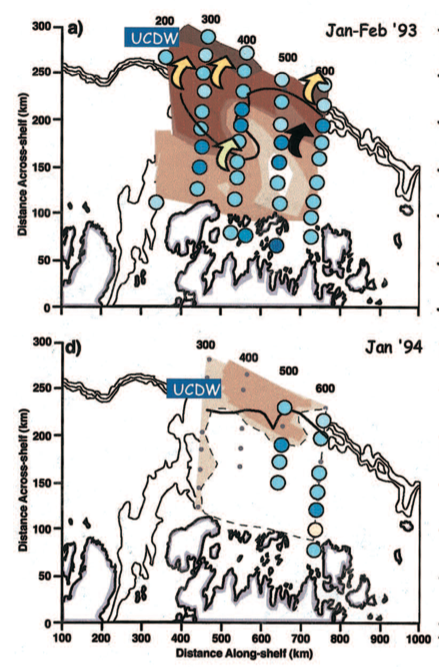 a)
200 300 400 500 600
UCDW
Jan-Feb '93
300
250
200
150
100
50
0
Distance Across-shelf (km)
d)
300 400 500 600
UCDW
Jan '94
300
250
200
150
100
50
0
Distance Across-shelf (km)
100 200 300 400 500 600 700 800 900 1000
Distance Along-shelf (km)